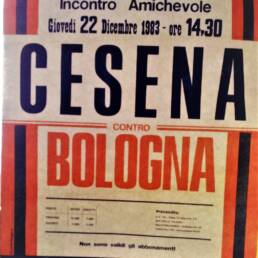 Incontro Amichevole
Giovedì 22 Dicembre 1983 - ore 14.30
CESENA
CONTRO
BOLOGNA
Non sono validi gli abbonamenti